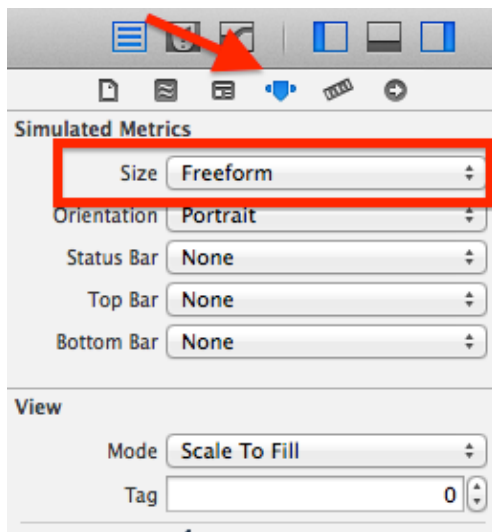 Simulated Metrics
Size Freeform
Orientation Portrait
Status Bar None
Top Bar None
Bottom Bar None
View
Mode Scale To Fill
Tag 0